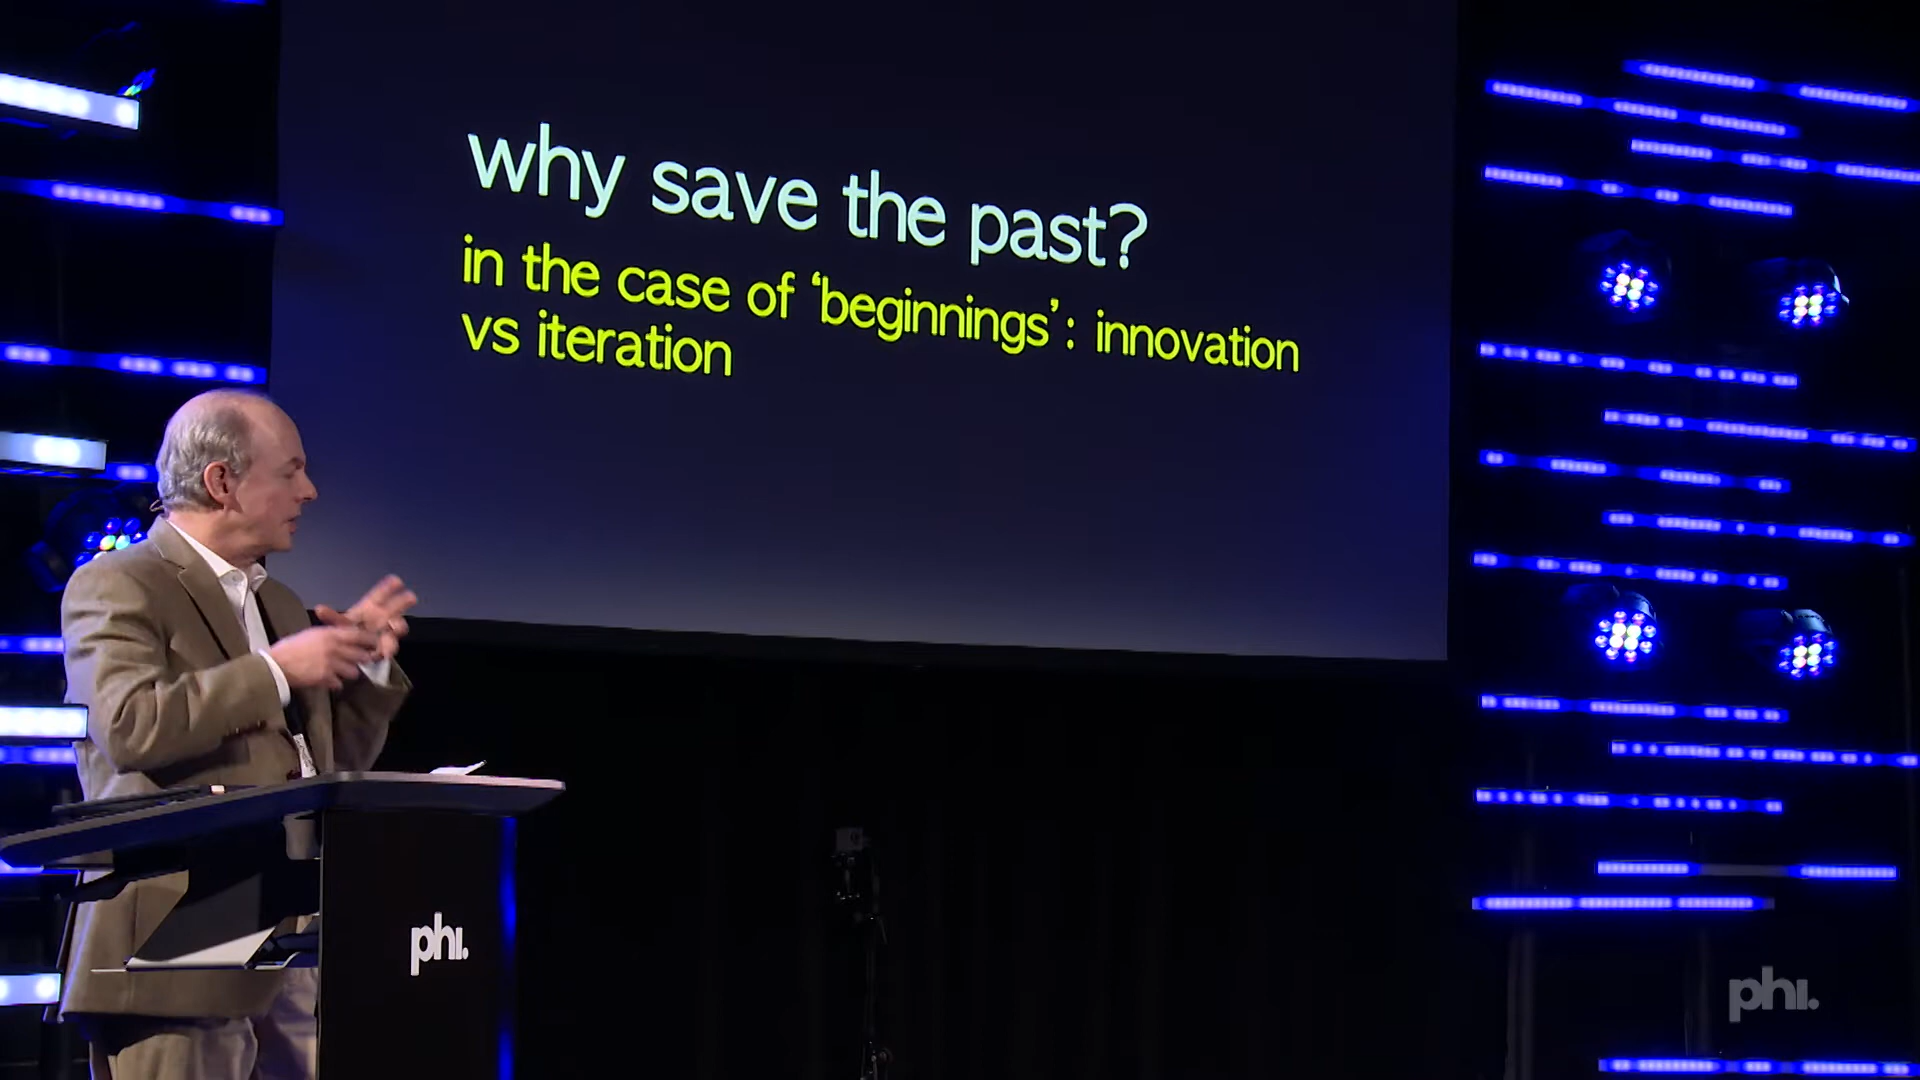 why save the past?
in the case of ‘beginnings’: innovation
vs iteration
phi.
phi.